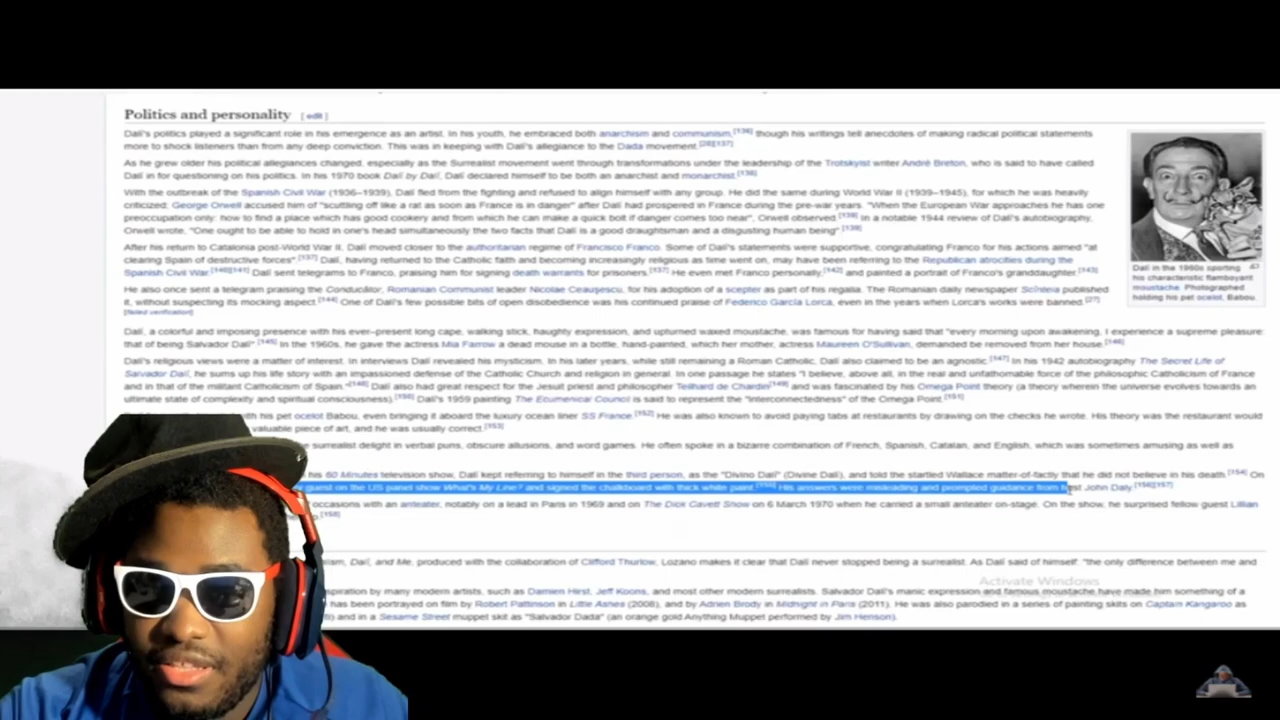 Politics and personality [ edit ]
Dalí's politics played a significant role in his emergence as an artist. In his youth, he embraced both anarchism and communism,[136] though his writings tell anecdotes of making radical political statements
more to shock listeners than from any deep conviction. This was in keeping with Dalí's allegiance to the Dada movement.[28][137]
As he grew older his political allegiances changed, especially as the Surrealist movement went through transformations under the leadership of the Trotskyist writer André Breton, who is said to have called
Dalí in for questioning on his politics. In his 1970 book Dalí by Dalí, Dalí declared himself to be both an anarchist and monarchist.[138]
With the outbreak of the Spanish Civil War (1936–1939), Dalí fled from the fighting and refused to align himself with any group. He did the same during World War II (1939–1945), for which he was heavily
criticized; George Orwell accused him of "scuttling off like a rat as soon as France is in danger" after Dalí had prospered in France during the pre-war years. "When the European War approaches he has one
preoccupation only: how to find a place which has good cookery and from which he can make a quick bolt if danger comes too near", Orwell observed.[139] In a notable 1944 review of Dalí's autobiography,
Orwell wrote, "One ought to be able to hold in one's head simultaneously the two facts that Dalí is a good draughtsman and a disgusting human being" [139]
After his return to Catalonia post-World War II, Dalí moved closer to the authoritarian regime of Francisco Franco. Some of Dalí's statements were supportive, congratulating Franco for his actions aimed "at
clearing Spain of destructive forces".[137] Dalí, having returned to the Catholic faith and becoming increasingly religious as time went on, may have been referring to the Republican atrocities during the
Spanish Civil War.[140][141] Dalí sent telegrams to Franco, praising him for signing death warrants for prisoners.[137] He even met Franco personally,[142] and painted a portrait of Franco's granddaughter.[143]
He also once sent a telegram praising the Conducător, Romanian Communist leader Nicolae Ceaușescu, for his adoption of a scepter as part of his regalia. The Romanian daily newspaper Scînteia published
it, without suspecting its mocking aspect.[144] One of Dalí's few possible bits of open disobedience was his continued praise of Federico García Lorca, even in the years when Lorca's works were banned.[27]
[failed verification]
Dalí in the 1960s sporting
his characteristic flamboyant
moustache. Photographed
holding his pet ocelot, Babou.
Dalí, a colorful and imposing presence with his ever-present long cape, walking stick, haughty expression, and upturned waxed moustache, was famous for having said that "every morning upon awakening, I experience a supreme pleasure:
that of being Salvador Dalí" [145] In the 1960s, he gave the actress Mia Farrow a dead mouse in a bottle, hand-painted, which her mother, actress Maureen O'Sullivan, demanded be removed from her house.[146]
Dalí's religious views were a matter of interest. In interviews Dalí revealed his mysticism. In his later years, while still remaining a Roman Catholic, Dalí also claimed to be an agnostic.[147] In his 1942 autobiography The Secret Life of
Salvador Dalí, he sums up his life story with an impassioned defense of the Catholic Church and religion in general. In one passage he states "I believe, above all, in the real and unfathomable force of the philosophic Catholicism of France
and in that of the militant Catholicism of Spain."[148] Dalí also had great respect for the Jesuit priest and philosopher Teilhard de Chardin[149] and was fascinated by his Omega Point theory (a theory wherein the universe evolves towards an
ultimate state of complexity and spiritual consciousness).[150] Dalí's 1959 painting The Ecumenical Council is said to represent the "interconnectedness" of the Omega Point.[151]
with his pet ocelot Babou, even bringing it aboard the luxury ocean liner SS France.[152] He was also known to avoid paying tabs at restaurants by drawing on the checks he wrote. His theory was the restaurant would
valuable piece of art, and he was usually correct.[153]
surrealist delight in verbal puns, obscure allusions, and word games. He often spoke in a bizarre combination of French, Spanish, Catalan, and English, which was sometimes amusing as well as
his 60 Minutes television show, Dalí kept referring to himself in the third person, as the "Divino Dalí" (Divine Dalí), and told the startled Wallace matter-of-factly that he did not believe in his death.[154] On
guest on the US panel show What's My Line? and signed the chalkboard with thick white paint.[155] His answers were misleading and prompted guidance from host John Daly.[156][157]
occasions with an anteater, notably on a lead in Paris in 1969 and on The Dick Cavett Show on 6 March 1970 when he carried a small anteater on-stage. On the show, he surprised fellow guest Lillian
[158]
Dalí, and Me, produced with the collaboration of Clifford Thurlow, Lozano makes it clear that Dalí never stopped being a surrealist. As Dalí said of himself: "the only difference between me and
Activate Windows
many modern artists, such as Damien Hirst, Jeff Koons, and most other modern surrealists. Salvador Dalí's manic expression and famous moustache have made him something of a
has been portrayed on film by Robert Pattinson in Little Ashes (2008), and by Adrien Brody in Midnight in Paris (2011). He was also parodied in a series of painting skits on Captain Kangaroo as
and in a Sesame Street muppet skit as "Salvador Dada" (an orange gold Anything Muppet performed by Jim Henson).